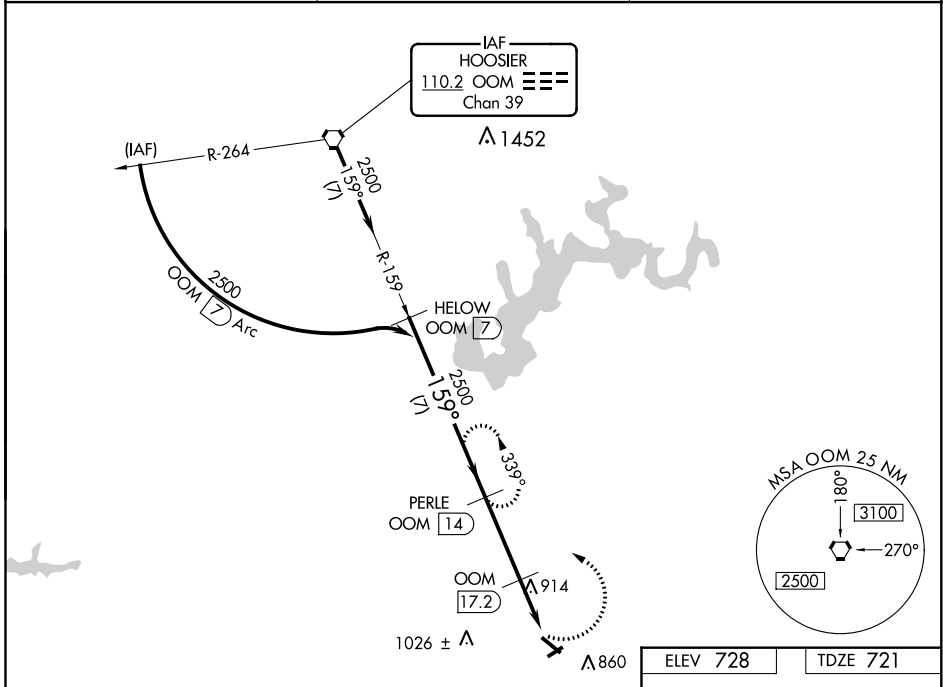 IAF
HOOSIER
110.2 OOM
Chan 39
1452
(IAF)
R-264
2500
159°
(7)
R-159
2500
OOM 7 Arc
HELOW
OOM 7
2500
159°
(7)
339°
PERLE
OOM 14
MSA OOM 25 NM
180°
3100
270°
2500
OOM
17.2
914
1026 ±
860
ELEV 728
TDZE 721